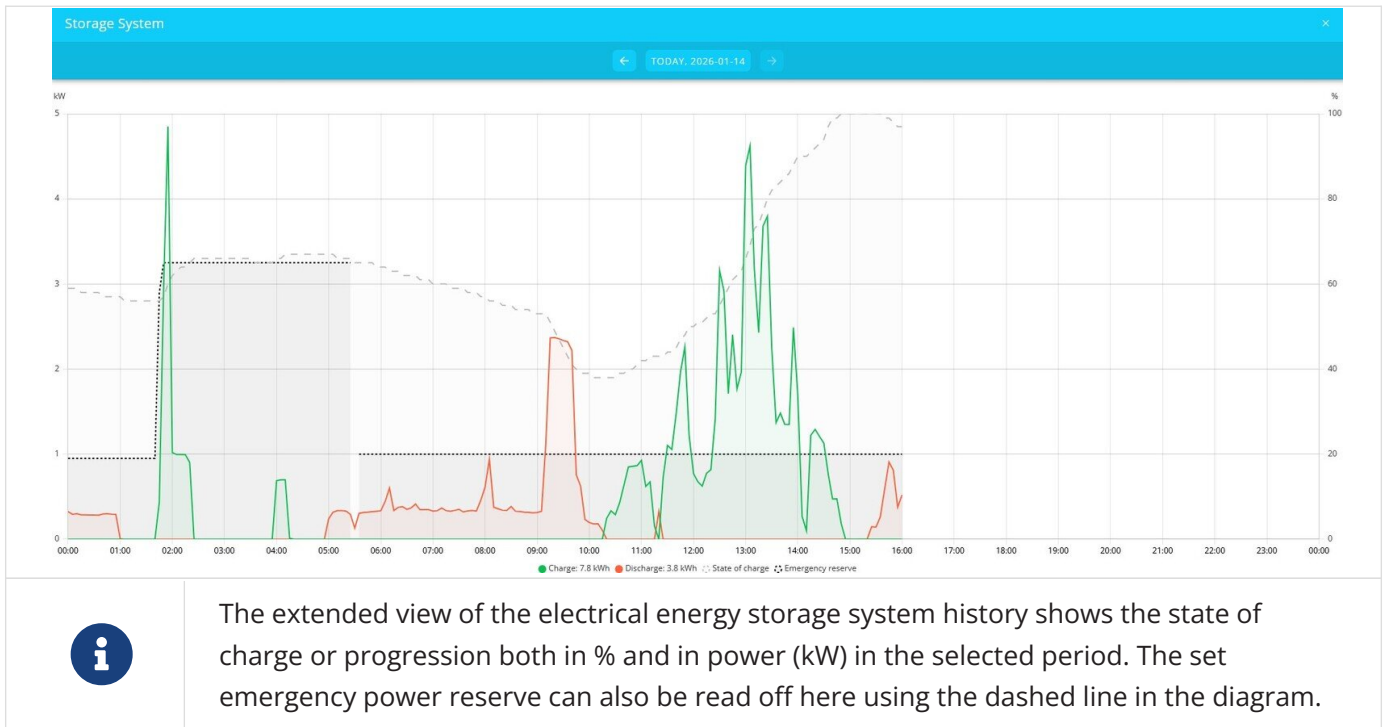 Storage System ×
← TODAY, 2026-01-14 →
kW %
5 100
4 80
3 60
2 40
1 20
0 0
00:00 01:00 02:00 03:00 04:00 05:00 06:00 07:00 08:00 09:00 10:00 11:00 12:00 13:00 14:00 15:00 16:00 17:00 18:00 19:00 20:00 21:00 22:00 23:00 00:00
Charge: 7.8 kWh Discharge: 3.8 kWh State of charge Emergency reserve
i
The extended view of the electrical energy storage system history shows the state of
charge or progression both in % and in power (kW) in the selected period. The set
emergency power reserve can also be read off here using the dashed line in the diagram.